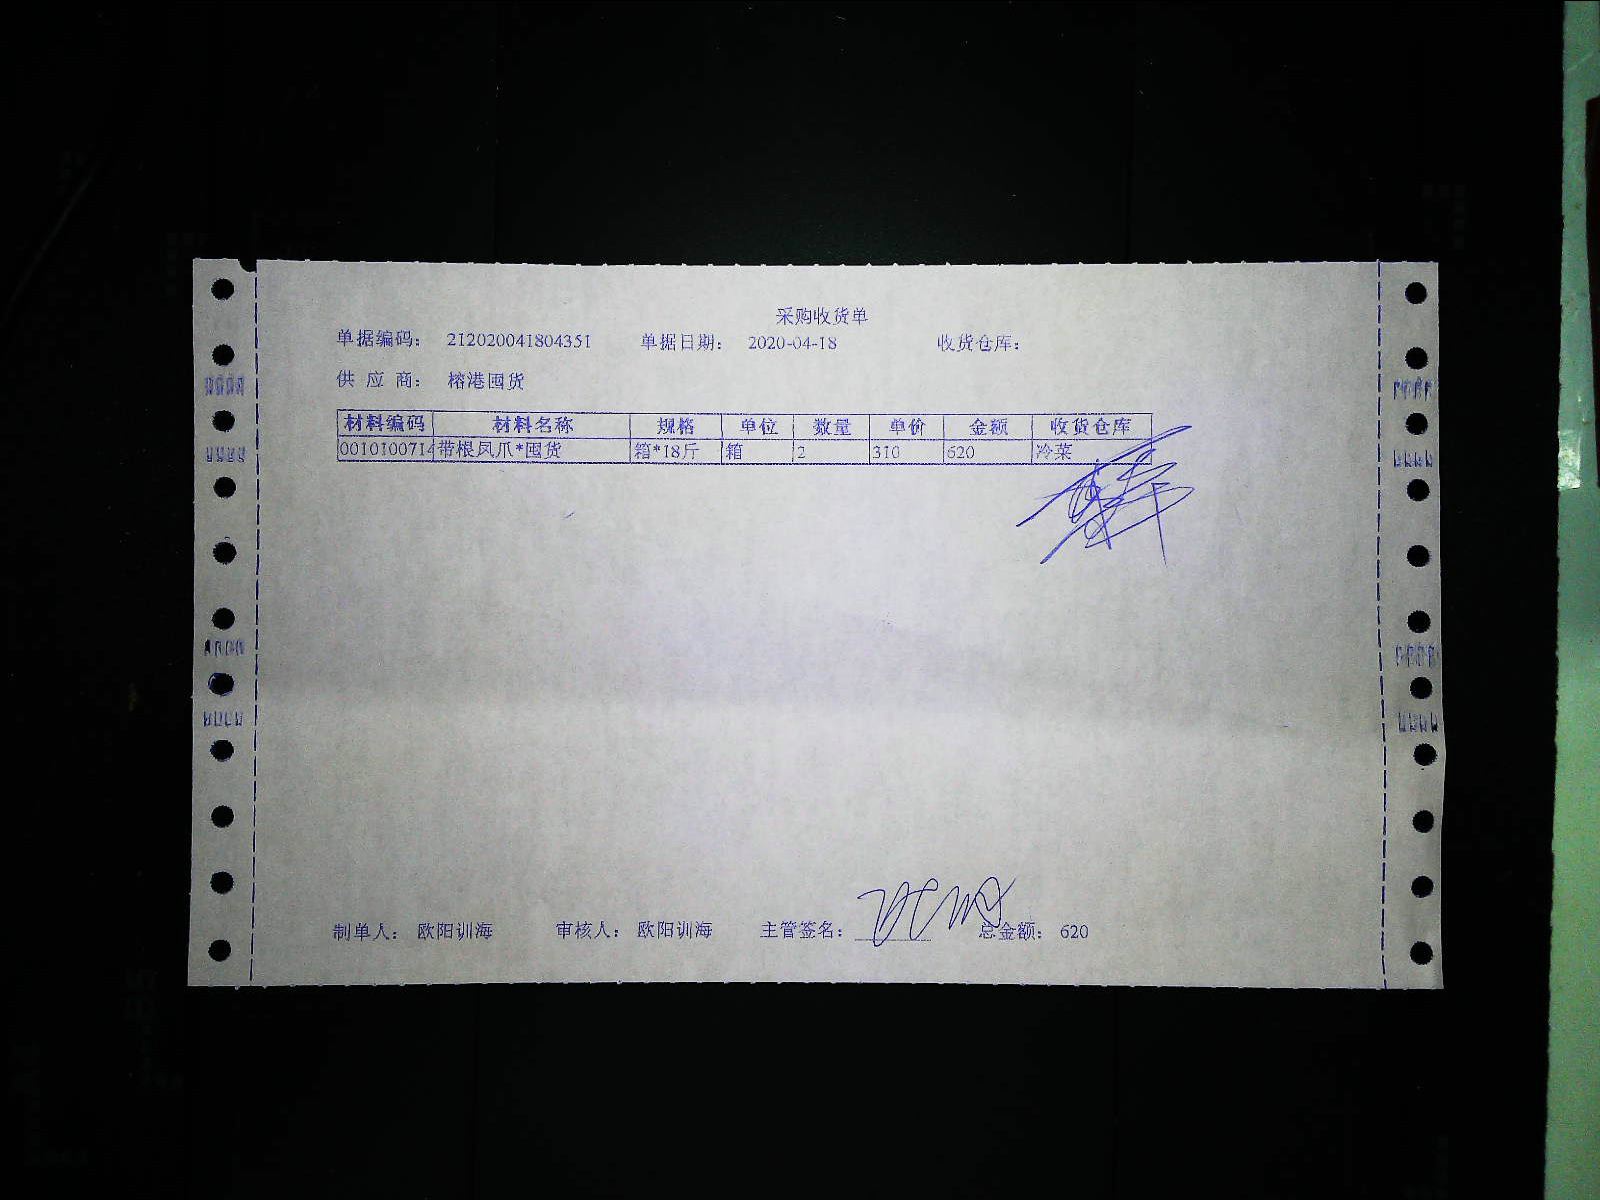 采购收货单
单据编码： 212020041804351 单据日期： 2020-04-18 收货仓库：
供 应 商： 榕港囤货
材料编码 材料名称 规格 单位 数量 单价 金额 收货仓库
0010100714 带根凤爪*囤货 箱*18斤 箱 2 310 620 冷菜
制单人： 欧阳训海 审核人： 欧阳训海 主管签名： 总金额： 620